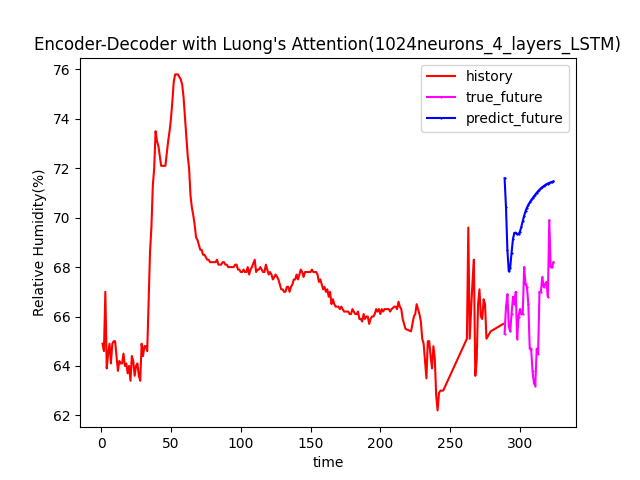 Encoder-Decoder with Luong's Attention(1024neurons_4_layers_LSTM)
history
true_future
predict_future
Relative Humidity(%)
76
74
72
70
68
66
64
62
0 50 100 150 200 250 300
time